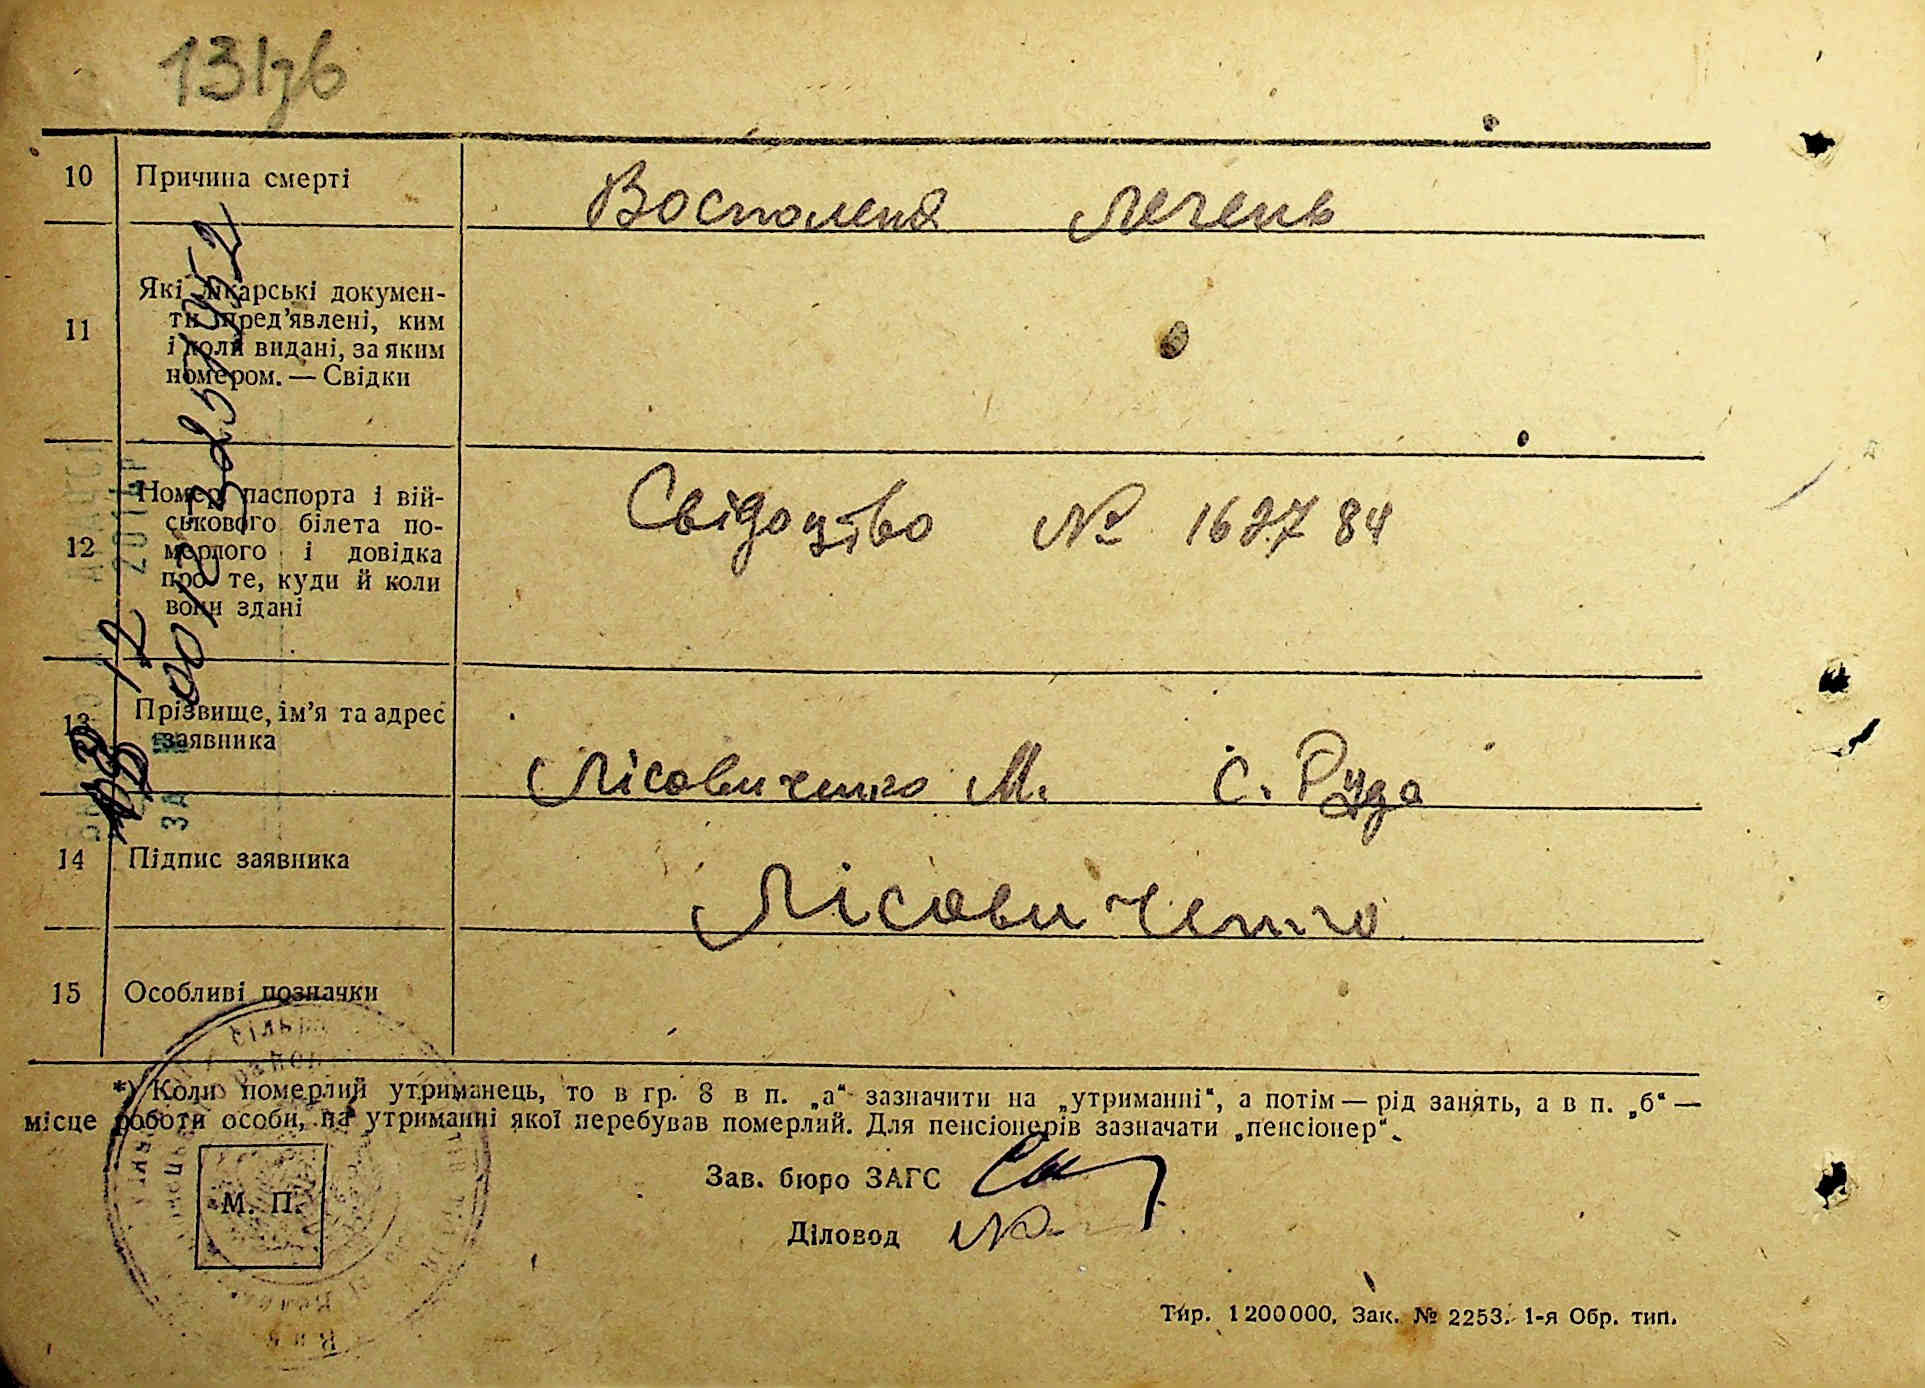 131зв
10 Причина смерті Восполеня легень
11 Які лікарські докумен-
ти пред’явлені, ким
і коли видані, за яким
номером. — Свідки
12 Номер паспорта і вій-
ськового білета по-
мерлого і довідка
про те, куди й коли
вони здані
Свідоцтво № 162784
13 Прізвище, ім’я та адрес
заявника
Лісовиченко М. С. Руда
14 Підпис заявника Лісовиченко
15 Особливі позначки
*) Коли померлий утриманець, то в гр. 8 в п. „а“ зазначити на „утриманні“, а потім — рід занять, а в п. „б“ —
місце роботи особи, на утриманні якої перебував померлий. Для пенсіонерів зазначати „пенсіонер“.
Зав. бюро ЗАГС
Діловод
М. П.
Тир. 1200000. Зак. № 2253. 1-я Обр. тип.